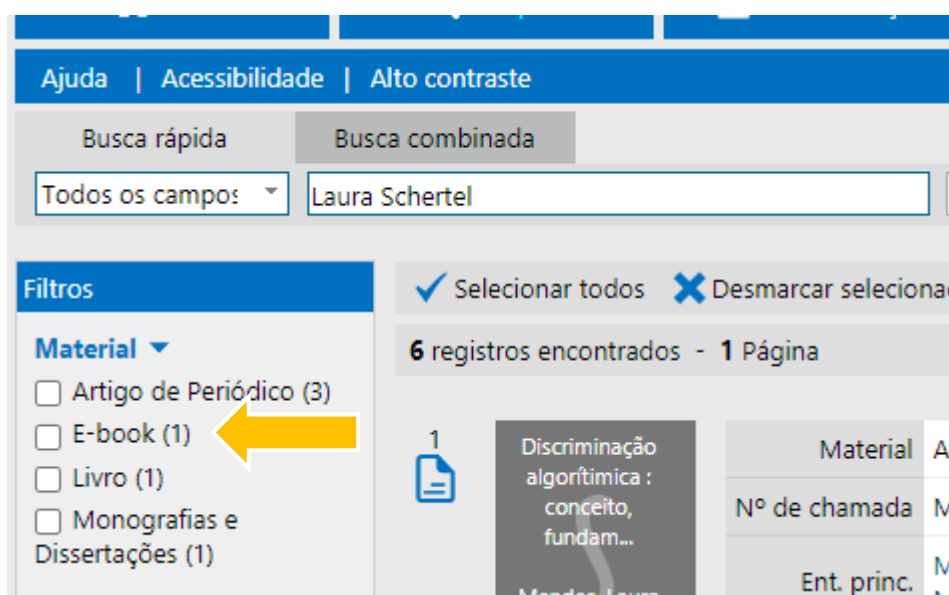 Ajuda | Acessibilidade | Alto contraste
Busca rápida Busca combinada
Todos os campos Laura Schertel
Filtros
Selecionar todos Desmarcar
Material
6 registros encontrados - 1 Página
Artigo de Periódico (3)
E-book (1)
Livro (1)
Monografias e
Dissertações (1)
1
Discriminação
algorítimica :
conceito,
fundam...
Material
Nº de chamada
Ent. princ.